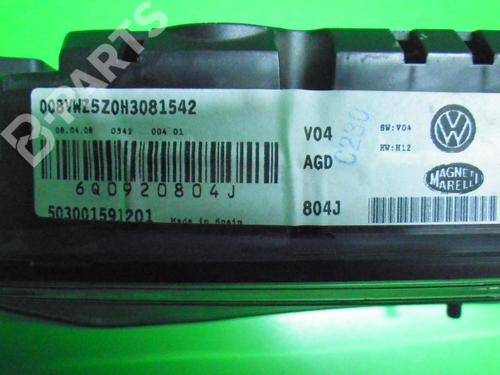 B-PARTS
008VWZ5Z0H3081542
08.04.08 0342 004 01
V04
AGD
C230
SW:V04
HW:H12
6Q0920804J
503001591201
Made in Spain
804J
MAGNETI
MARELLI